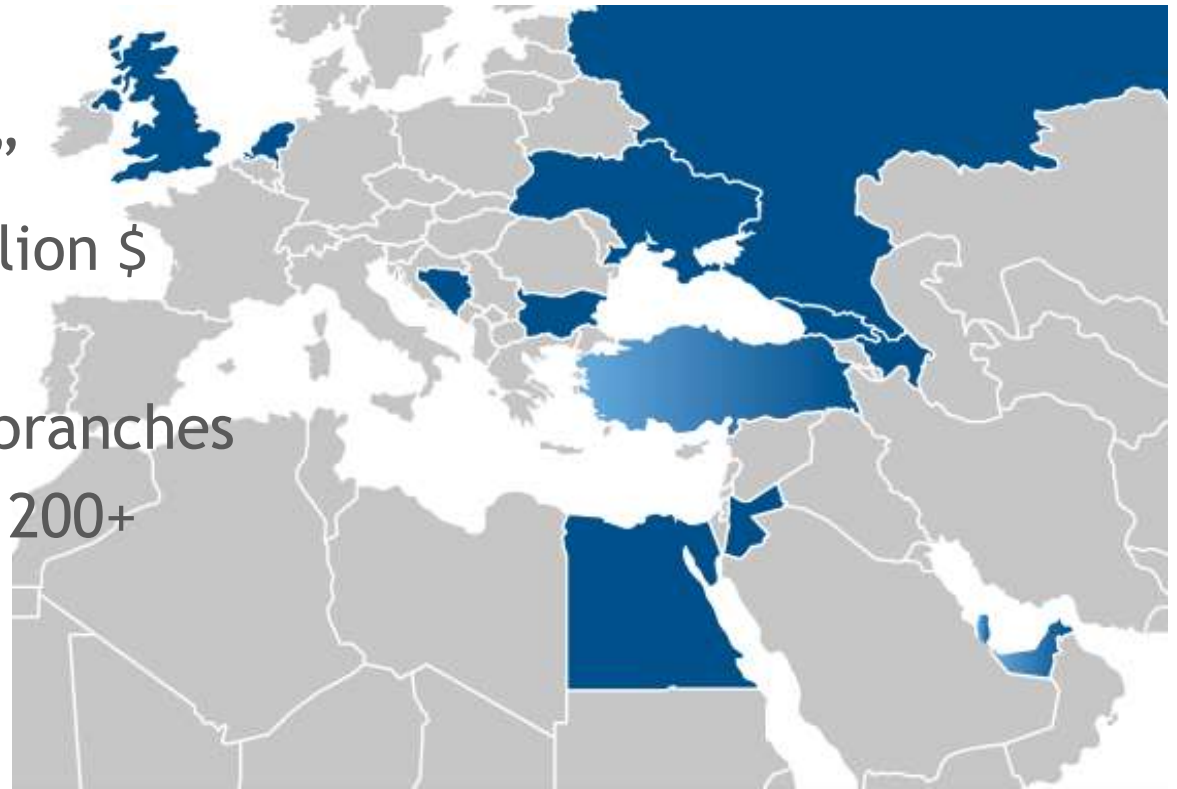 ”
lion $
branches
200+